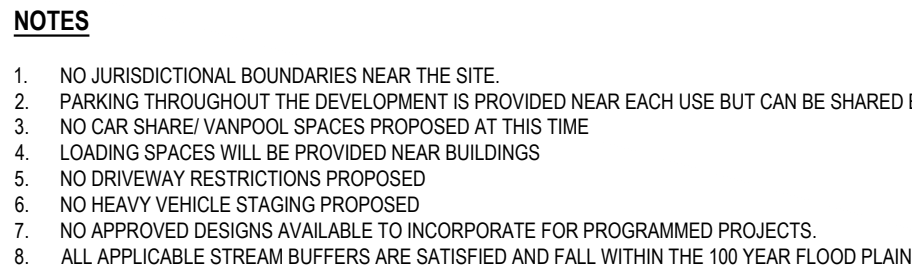 NOTES
1. NO JURISDICTIONAL BOUNDARIES NEAR THE SITE.
2. PARKING THROUGHOUT THE DEVELOPMENT IS PROVIDED NEAR EACH USE BUT CAN BE SHARED
3. NO CAR SHARE/ VANPOOL SPACES PROPOSED AT THIS TIME
4. LOADING SPACES WILL BE PROVIDED NEAR BUILDINGS
5. NO DRIVEWAY RESTRICTIONS PROPOSED
6. NO HEAVY VEHICLE STAGING PROPOSED
7. NO APPROVED DESIGNS AVAILABLE TO INCORPORATE FOR PROGRAMMED PROJECTS.
8. ALL APPLICABLE STREAM BUFFERS ARE SATISFIED AND FALL WITHIN THE 100 YEAR FLOOD PLAIN